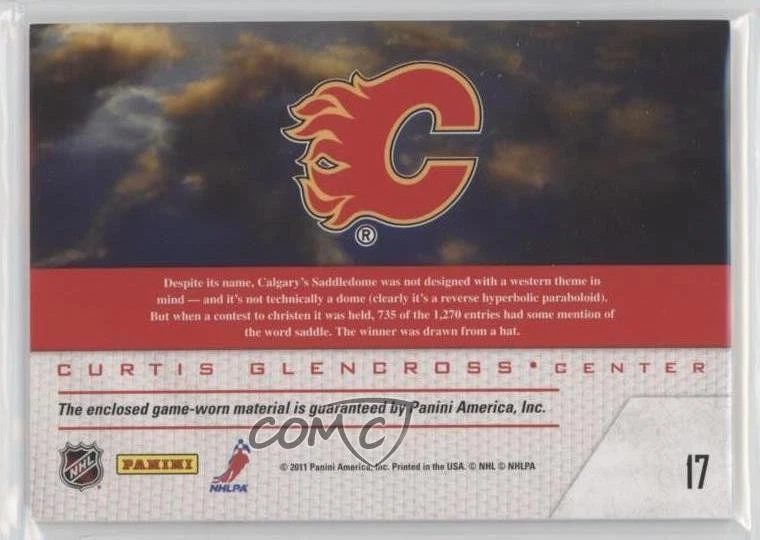 C
®
Despite its name, Calgary's Saddledome was not designed with a western theme in
mind — and it's not technically a dome (clearly it's a reverse hyperbolic paraboloid).
But when a contest to christen it was held, 735 of the 1,270 entries had some mention of
the word saddle. The winner was drawn from a hat.
CURTIS GLENCROSS • CENTER
The enclosed game-worn material is guaranteed by Panini America, Inc.
COMC
NHL
PANINI
NHLPA
© 2011 Panini America, Inc. Printed in the USA. © NHL © NHLPA
17